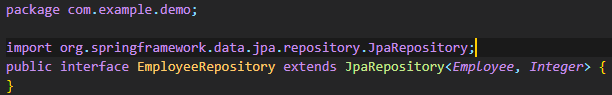 package com.example.demo;
import org.springframework.data.jpa.repository.JpaRepository;
public interface EmployeeRepository extends JpaRepository<Employee, Integer> {
}